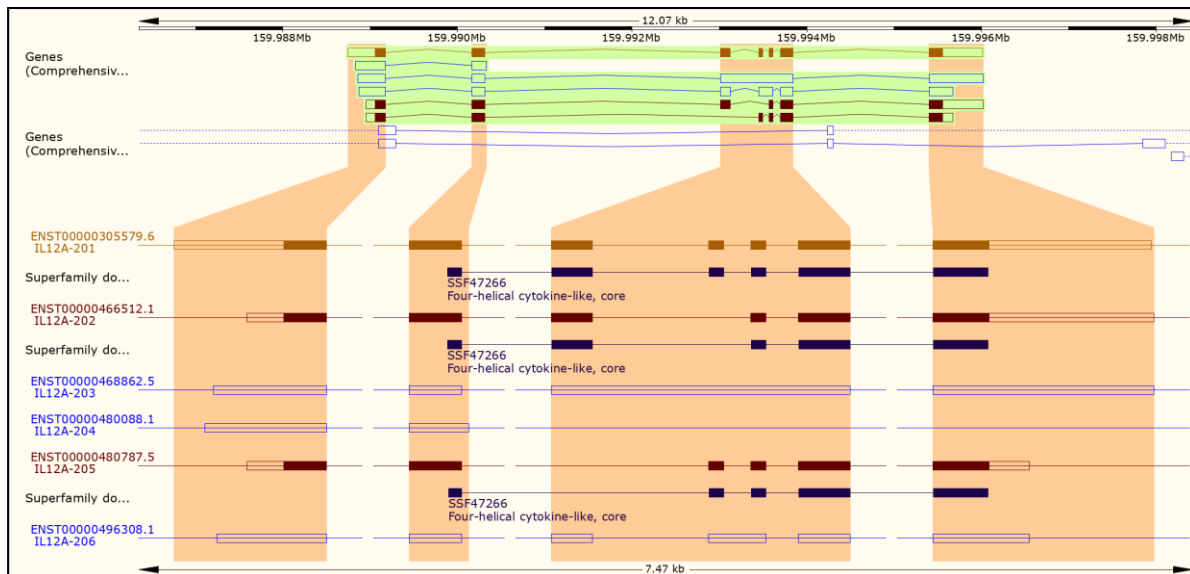 12.07 kb
159.988Mb 159.990Mb 159.992Mb 159.994Mb 159.996Mb 159.998Mb
Genes
(Comprehensiv...
Genes
(Comprehensiv...
ENST00000305579.6
IL12A-201
Superfamily do...
SSF47266
Four-helical cytokine-like, core
ENST00000466512.1
IL12A-202
Superfamily do...
SSF47266
Four-helical cytokine-like, core
ENST00000468862.5
IL12A-203
ENST00000480088.1
IL12A-204
ENST00000480787.5
IL12A-205
Superfamily do...
SSF47266
Four-helical cytokine-like, core
ENST00000496308.1
IL12A-206
7.47 kb